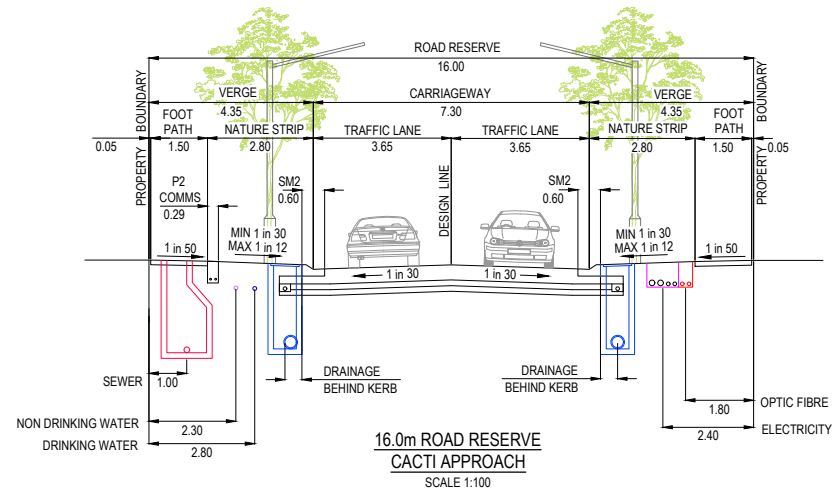 ROAD RESERVE
16.00
VERGE
4.35
CARRIAGEWAY
7.30
VERGE
4.35
PROPERTY BOUNDARY
0.05
FOOT
PATH
1.50
NATURE STRIP
2.80
TRAFFIC LANE
3.65
TRAFFIC LANE
3.65
NATURE STRIP
2.80
FOOT
PATH
1.50
0.05
PROPERTY BOUNDARY
P2
COMMS
0.29
SM2
0.60
DESIGN LINE
SM2
0.60
MIN 1 in 30
MAX 1 in 12
MIN 1 in 30
MAX 1 in 12
1 in 50
1 in 30
1 in 30
1 in 50
SEWER
1.00
DRAINAGE
BEHIND KERB
DRAINAGE
BEHIND KERB
OPTIC FIBRE
1.80
NON DRINKING WATER
2.30
ELECTRICITY
2.40
DRINKING WATER
2.80
16.0m ROAD RESERVE
CACTI APPROACH
SCALE 1:100